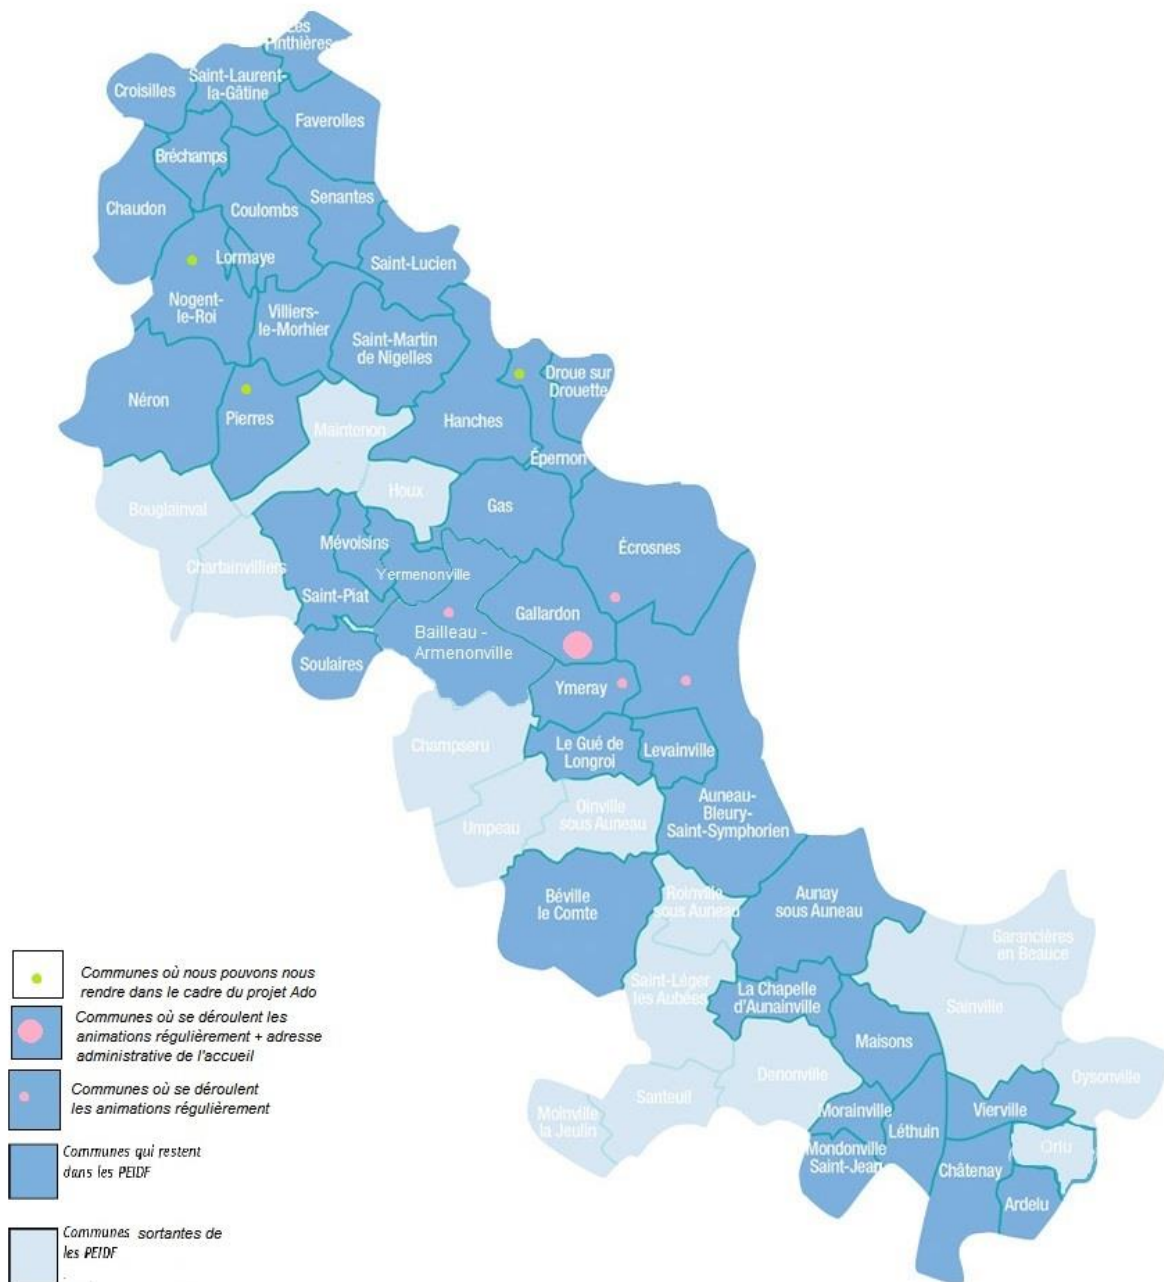 Les
Pinthières
Croisilles
Saint-Laurent-
la-Gâtine
Faverolles
Bréchamps
Senantes
Chaudon
Coulombs
Lormaye
Saint-Lucien
Nogent-
le-Roi
Villiers-
le-Morhier
Saint-Martin
de Nigelles
Droue sur
Drouette
Néron
Pierres
Maintenon
Hanches
Épernon
Houx
Gas
Bouglainval
Écrosnes
Mévoisins
Chartainvilliers
Yermenonville
Saint-Piat
Gallardon
Bailleau -
Armenonville
Soulaires
Ymeray
Champseru
Le Gué de
Longroi
Levainville
Auneau-
Bleury-
Saint-Symphorien
Oinville
sous Auneau
Umpeau
Béville
le Comte
Roinville
sous Auneau
Aunay
sous Auneau
Garancières
en Beauce
Saint-Léger
les Aubées
La Chapelle
d'Aunainville
Sainville
Maisons
Denonville
Oysonville
Santeuil
Moinville
la Jeulin
Morainville
Léthuin
Vierville
Mondonville
Saint-Jean
Orlu
Châtenay
Ardelu
Communes où nous pouvons nous
rendre dans le cadre du projet Ado
Communes où se déroulent les
animations régulièrement + adresse
administrative de l'accueil
Communes où se déroulent
les animations régulièrement
Communes qui restent
dans les PEIDF
Communes sortantes de
les PEIDF